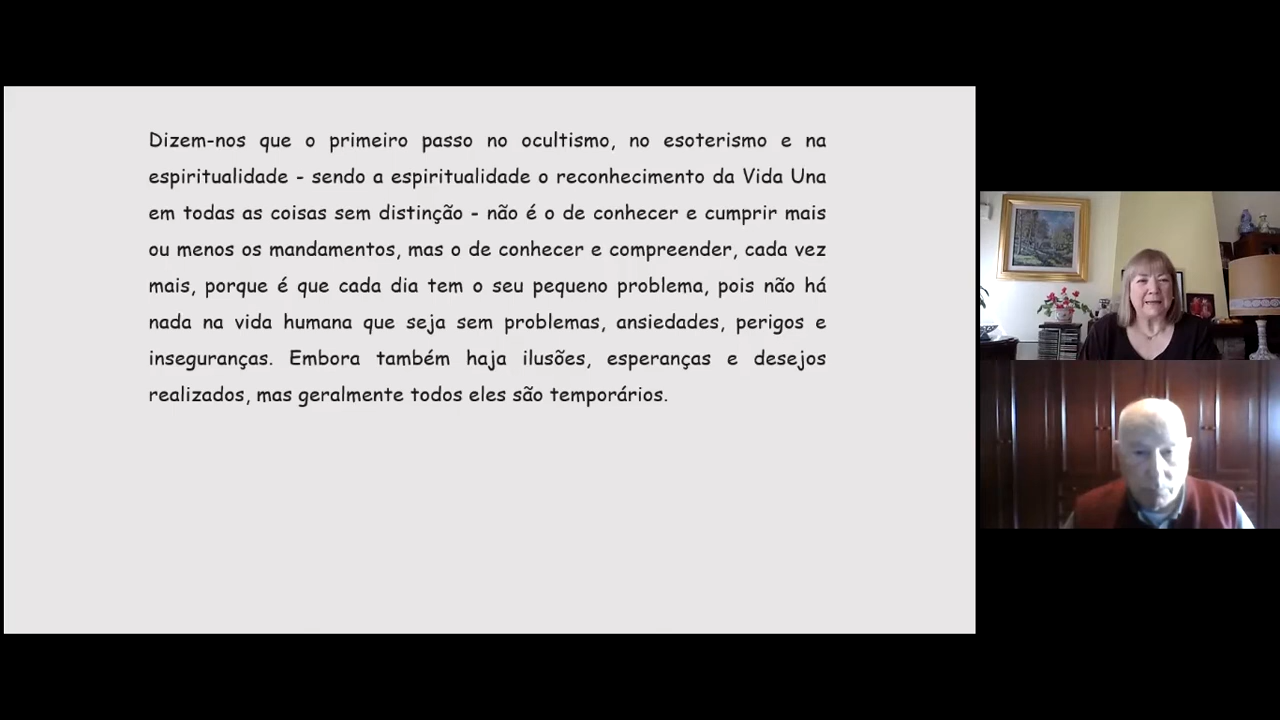 Dizem-nos que o primeiro passo no ocultismo, no esoterismo e na
espiritualidade - sendo a espiritualidade o reconhecimento da Vida Una
em todas as coisas sem distinção - não é o de conhecer e cumprir mais
ou menos os mandamentos, mas o de conhecer e compreender, cada vez
mais, porque é que cada dia tem o seu pequeno problema, pois não há
nada na vida humana que seja sem problemas, ansiedades, perigos e
inseguranças. Embora também haja ilusões, esperanças e desejos
realizados, mas geralmente todos eles são temporários.